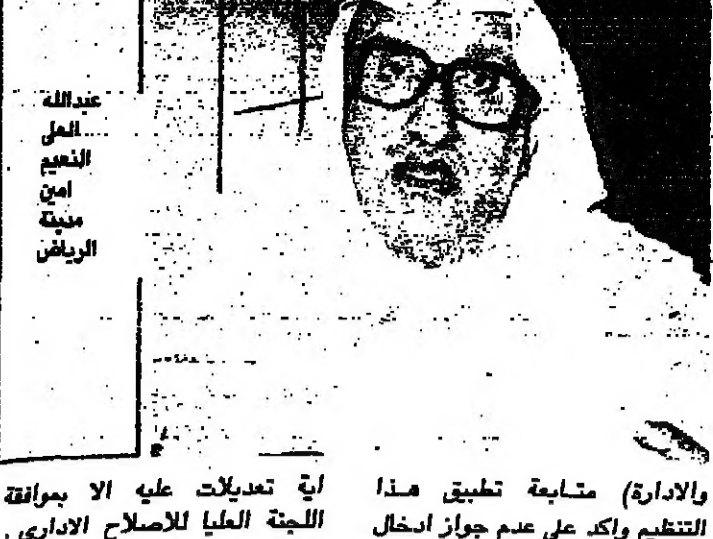 عبدالله
العلي
النعيم
امين
مدينة
الرياض
والادارة) متابعة تطبيق هذا
التنظيم واكد على عدم جواز ادخال
اية تعديلات عليه الا بموافقة
اللجنة العليا للاصلاح الاداري .